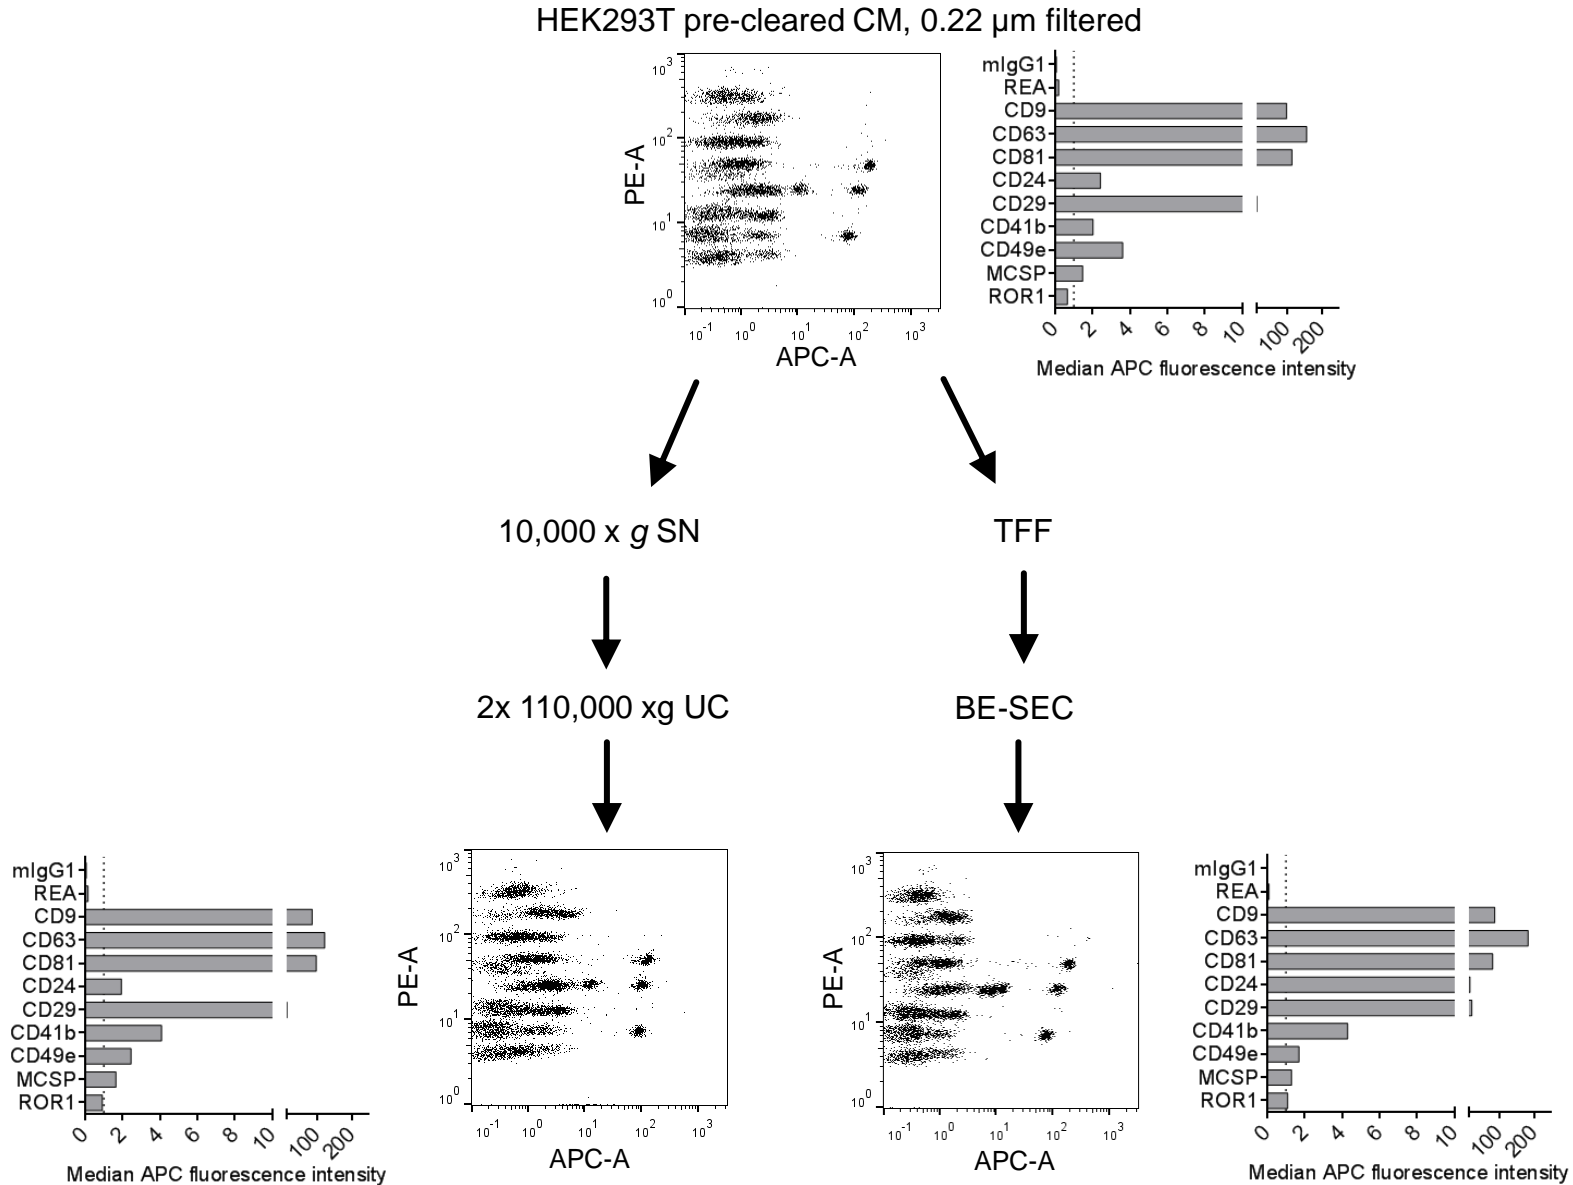 HEK293T pre-cleared CM, 0.22 µm filtered
10³
10²
10¹
10⁰
PE-A
10⁻¹ 10⁰ 10¹ 10² 10³
APC-A
mIgG1
REA
CD9
CD63
CD81
CD24
CD29
CD41b
CD49e
MCSP
ROR1
0 2 4 6 8 10 100 200
Median APC fluorescence intensity
10,000 x g SN
TFF
2x 110,000 xg UC
BE-SEC
mIgG1
REA
CD9
CD63
CD81
CD24
CD29
CD41b
CD49e
MCSP
ROR1
0 2 4 6 8 10 100 200
Median APC fluorescence intensity
10³
10²
10¹
10⁰
PE-A
10⁻¹ 10⁰ 10¹ 10² 10³
APC-A
10³
10²
10¹
10⁰
PE-A
10⁻¹ 10⁰ 10¹ 10² 10³
APC-A
mIgG1
REA
CD9
CD63
CD81
CD24
CD29
CD41b
CD49e
MCSP
ROR1
0 2 4 6 8 10 100 200
Median APC fluorescence intensity